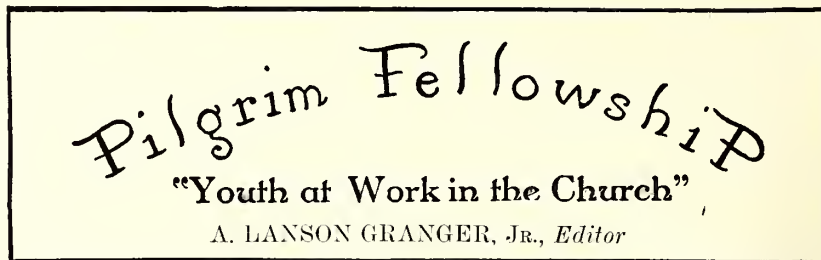 Pilgrim Fellowship
"Youth at Work in the Church"
A. LANSON GRANGER, JR., Editor